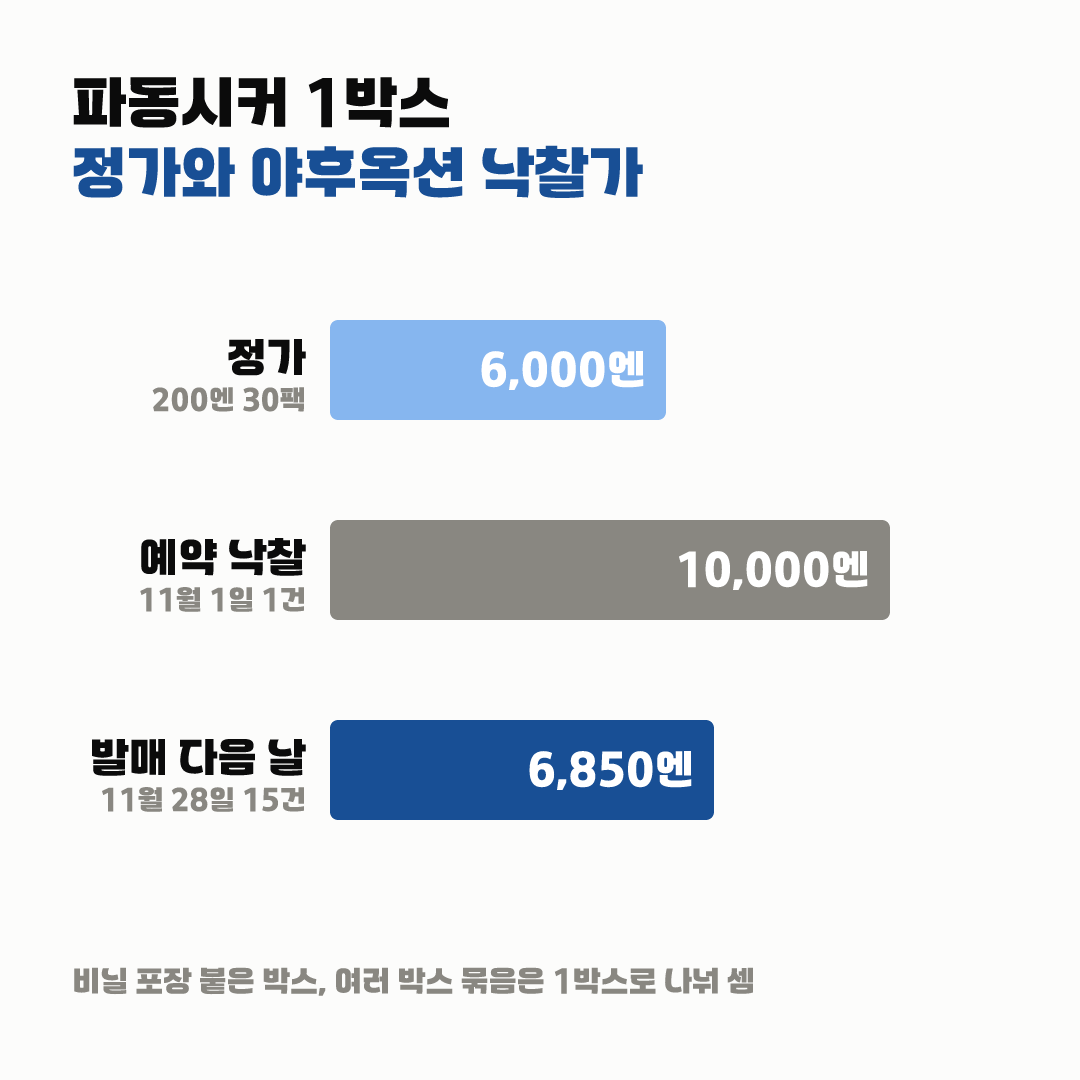 파동시커 1박스
정가와 야후옥션 낙찰가
정가
200엔 30팩
6,000엔
예약 낙찰
11월 1일 1건
10,000엔
발매 다음 날
11월 28일 15건
6,850엔
비닐 포장 붙은 박스, 여러 박스 묶음은 1박스로 나눠 셈